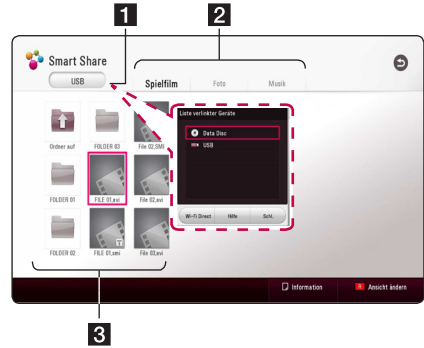 1
2
Smart Share
USB
Spielfilm
Foto
Musik
Liste verlinkter Geräte
Data Disc
USB
Wi-Fi Direct
Hilfe
Schl.
Ordner auf
FOLDER 03
File 02.SMI
FOLDER 01
FILE 01.avi
File 02.avi
FOLDER 02
FILE 01.smi
T
File 03.avi
Information
R Ansicht ändern
3